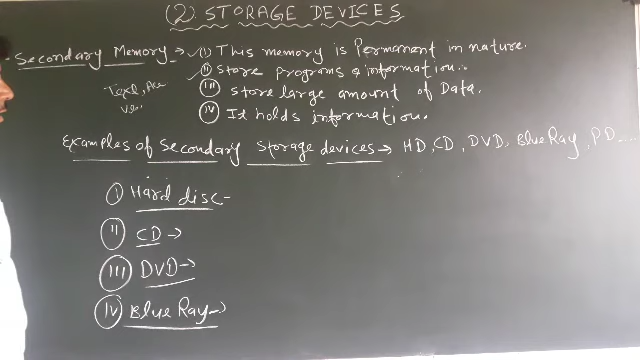 (2) STORAGE DEVICES
Secondary Memory → (i) This memory is Permanent in nature.
(ii) Store programs & information..
(iii) Store large amount of Data.
Text,
(iv) It holds information.
Examples of Secondary Storage devices → HD, CD, DVD, Blue Ray, PD....
(i) Hard disc -
(ii) CD →
(iii) DVD →
(iv) Blue Ray →